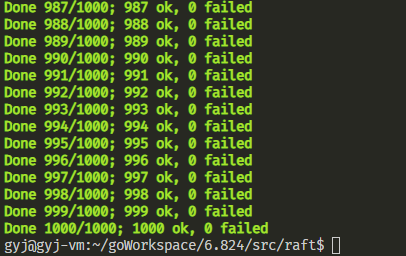 Done 987/1000; 987 ok, 0 failed
Done 988/1000; 988 ok, 0 failed
Done 989/1000; 989 ok, 0 failed
Done 990/1000; 990 ok, 0 failed
Done 991/1000; 991 ok, 0 failed
Done 992/1000; 992 ok, 0 failed
Done 993/1000; 993 ok, 0 failed
Done 994/1000; 994 ok, 0 failed
Done 995/1000; 995 ok, 0 failed
Done 996/1000; 996 ok, 0 failed
Done 997/1000; 997 ok, 0 failed
Done 998/1000; 998 ok, 0 failed
Done 999/1000; 999 ok, 0 failed
Done 1000/1000; 1000 ok, 0 failed
gyj@gyj-vm:~/goWorkspace/6.824/src/raft$